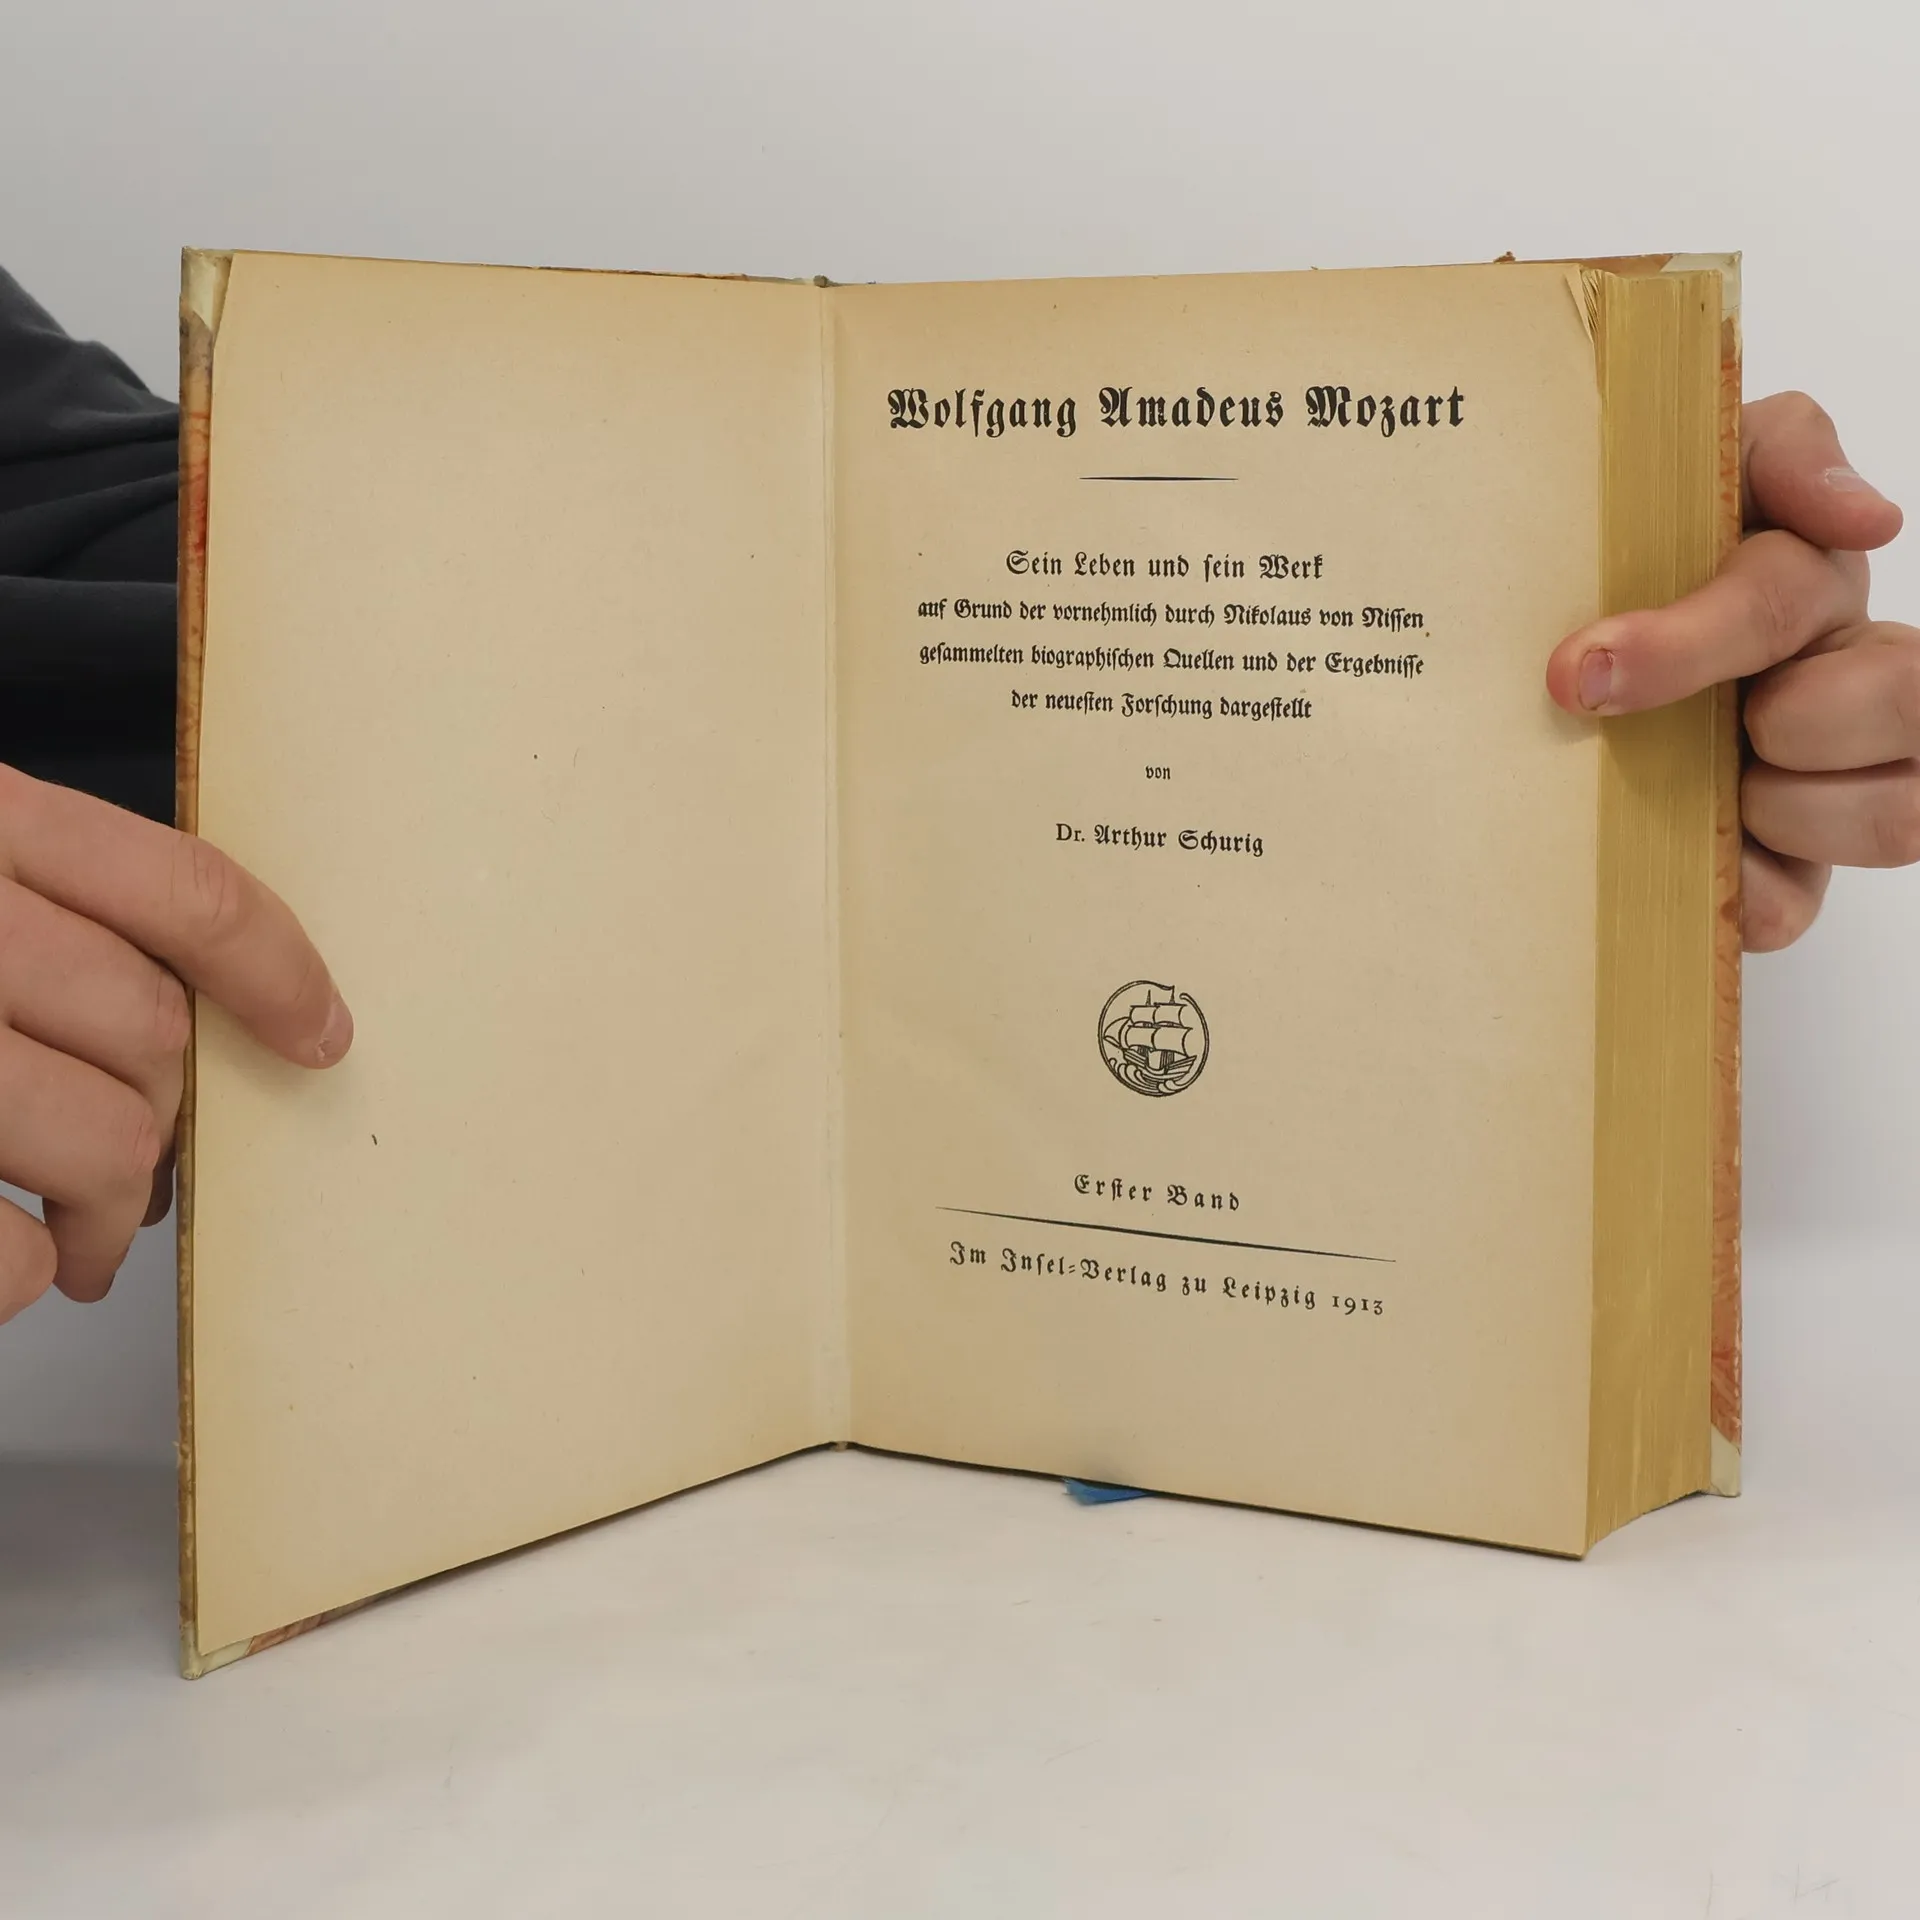 Wolfgang Amadeus Mozart
Sein Leben und sein Werk
auf Grund der vornehmlich durch Nikolaus von Nissen
gesammelten biographischen Quellen und der Ergebnisse
der neuesten Forschung dargestellt
von
Dr. Arthur Schurig
Erster Band
Im Insel-Verlag zu Leipzig 1913